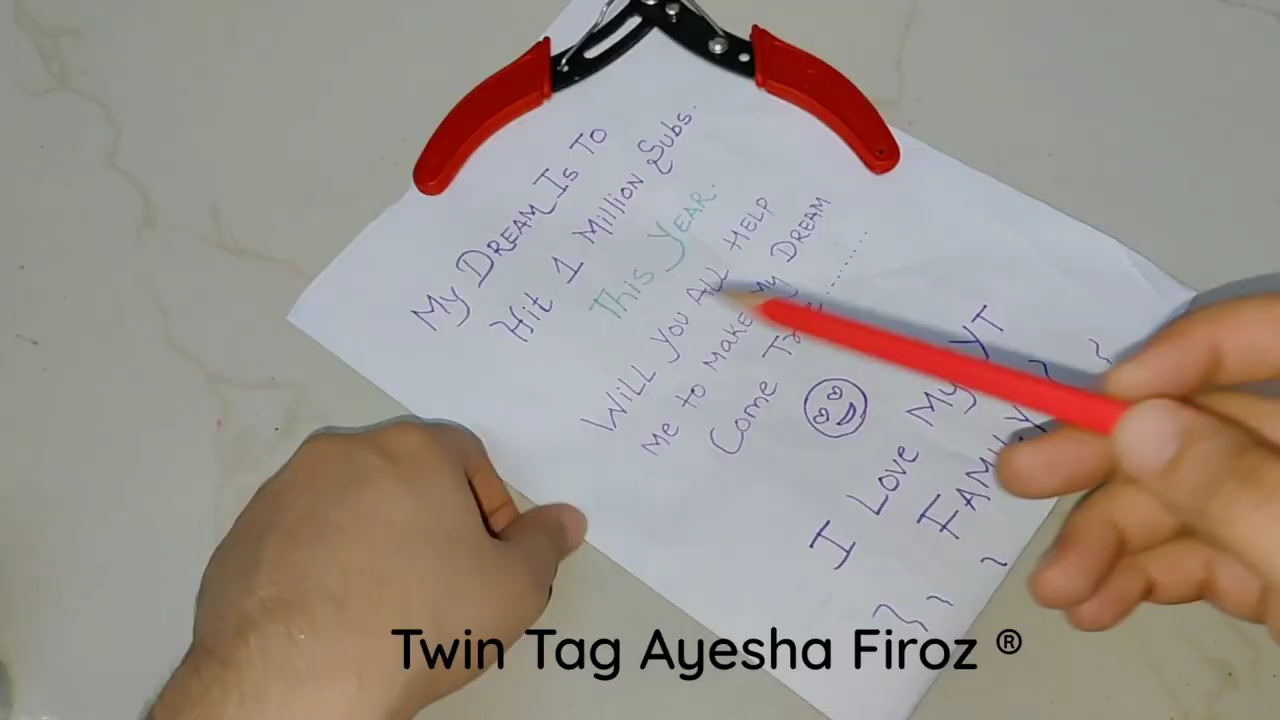 My DREAM Is To
Hit 1 Million Subs.
This YEAR.
WiLL you ALL HELP
Me to MAKE My DREAM
Come ..........
I Love My YT
FAMILY
Twin Tag Ayesha Firoz ®